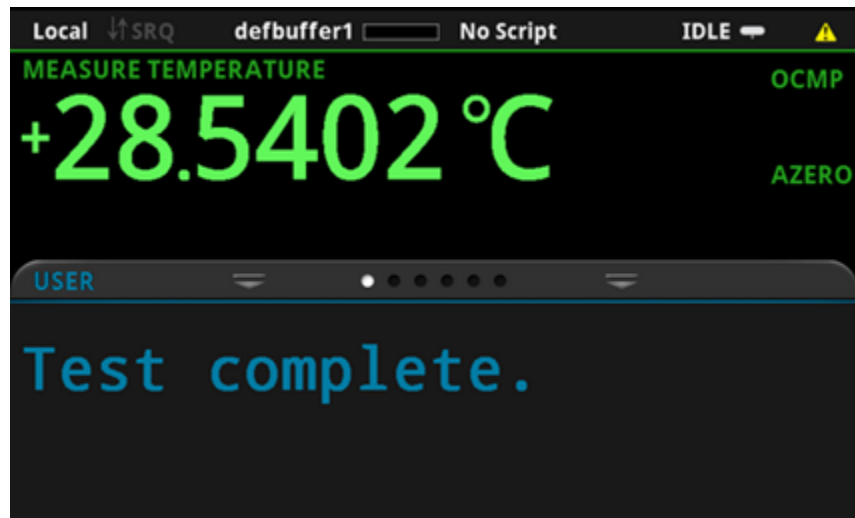 Local ↓↑SRQ defbuffer1 No Script IDLE
MEASURE TEMPERATURE
OCMP
+28.5402 °C
AZERO
USER
Test complete.